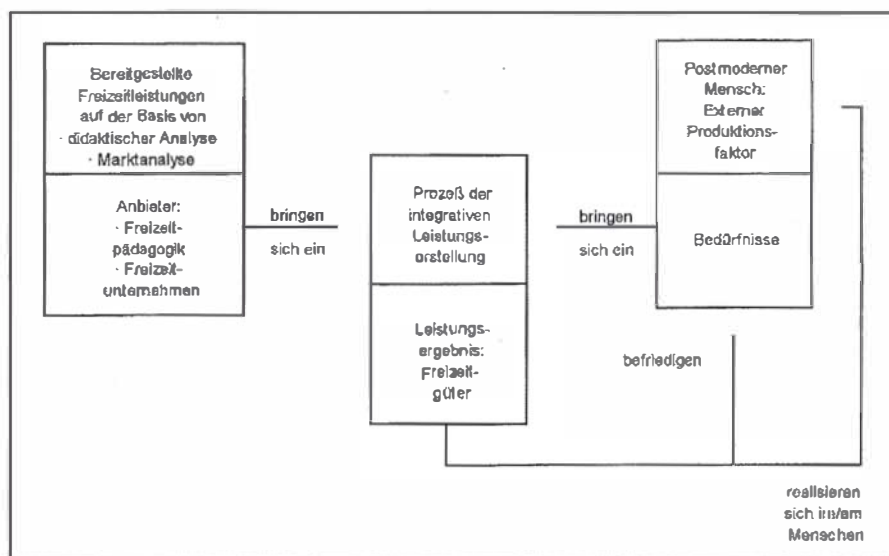 Bereitgestellte
Freizeitleistungen
auf der Basis von
· didaktischer Analyse
· Marktanalyse
Anbieter:
· Freizeit-
pädagogik
· Freizeit-
unternehmen
bringen
sich ein
Prozeß der
integrativen
Leistungs-
erstellung
Leistungs-
ergebnis:
Freizeit-
güter
bringen
sich ein
Postmoderner
Mensch:
Externer
Produktions-
faktor
Bedürfnisse
befriedigen
realisieren
sich im/am
Menschen